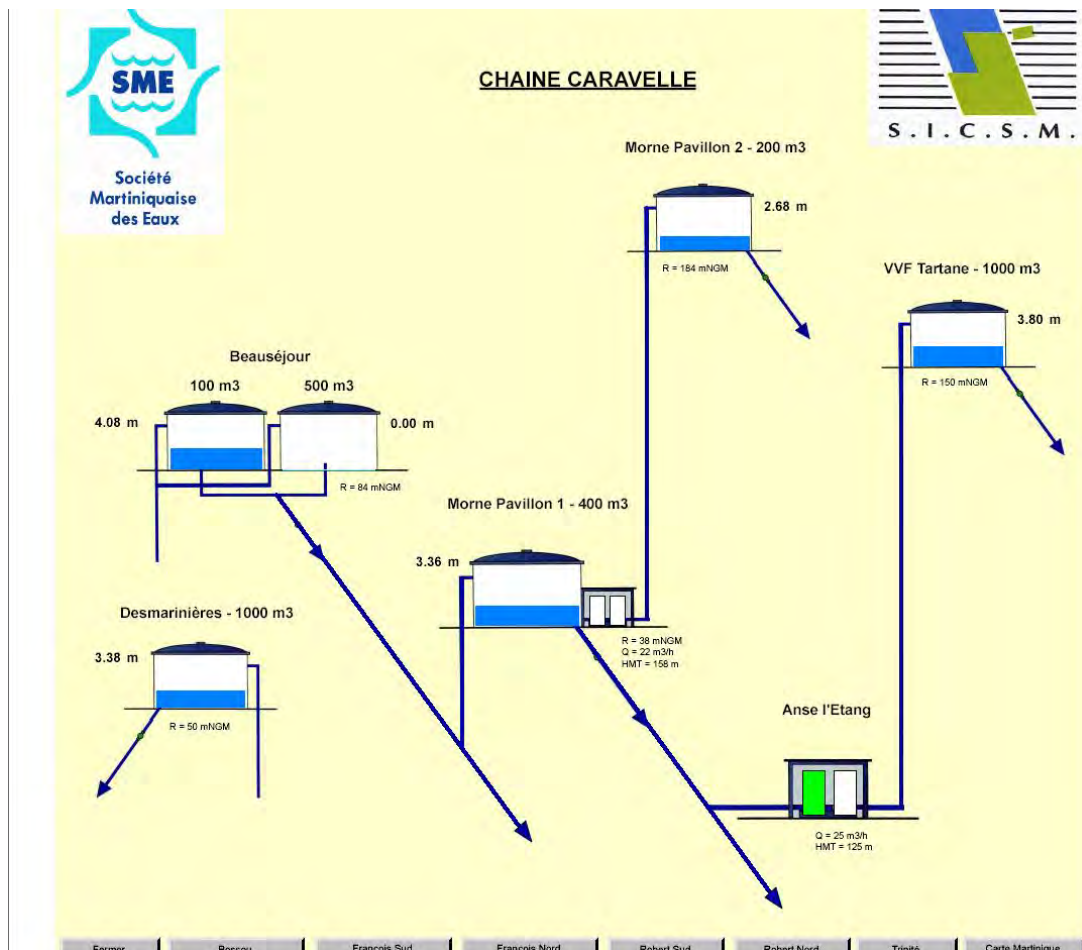 SME
Société
Martiniquaise
des Eaux
CHAINE CARAVELLE
S.I.C.S.M.
Morne Pavillon 2 - 200 m3
2.68 m
R = 184 mNGM
VVF Tartane - 1000 m3
3.80 m
R = 150 mNGM
Beauséjour
100 m3 500 m3
4.08 m 0.00 m
R = 84 mNGM
Morne Pavillon 1 - 400 m3
3.36 m
R = 38 mNGM
Q = 22 m3/h
HMT = 158 m
Desmarinières - 1000 m3
3.38 m
R = 50 mNGM
Anse l'Etang
Q = 25 m3/h
HMT = 125 m
Fermer Bossou François Sud François Nord Robert Sud Robert Nord Trinité Carte Martinique